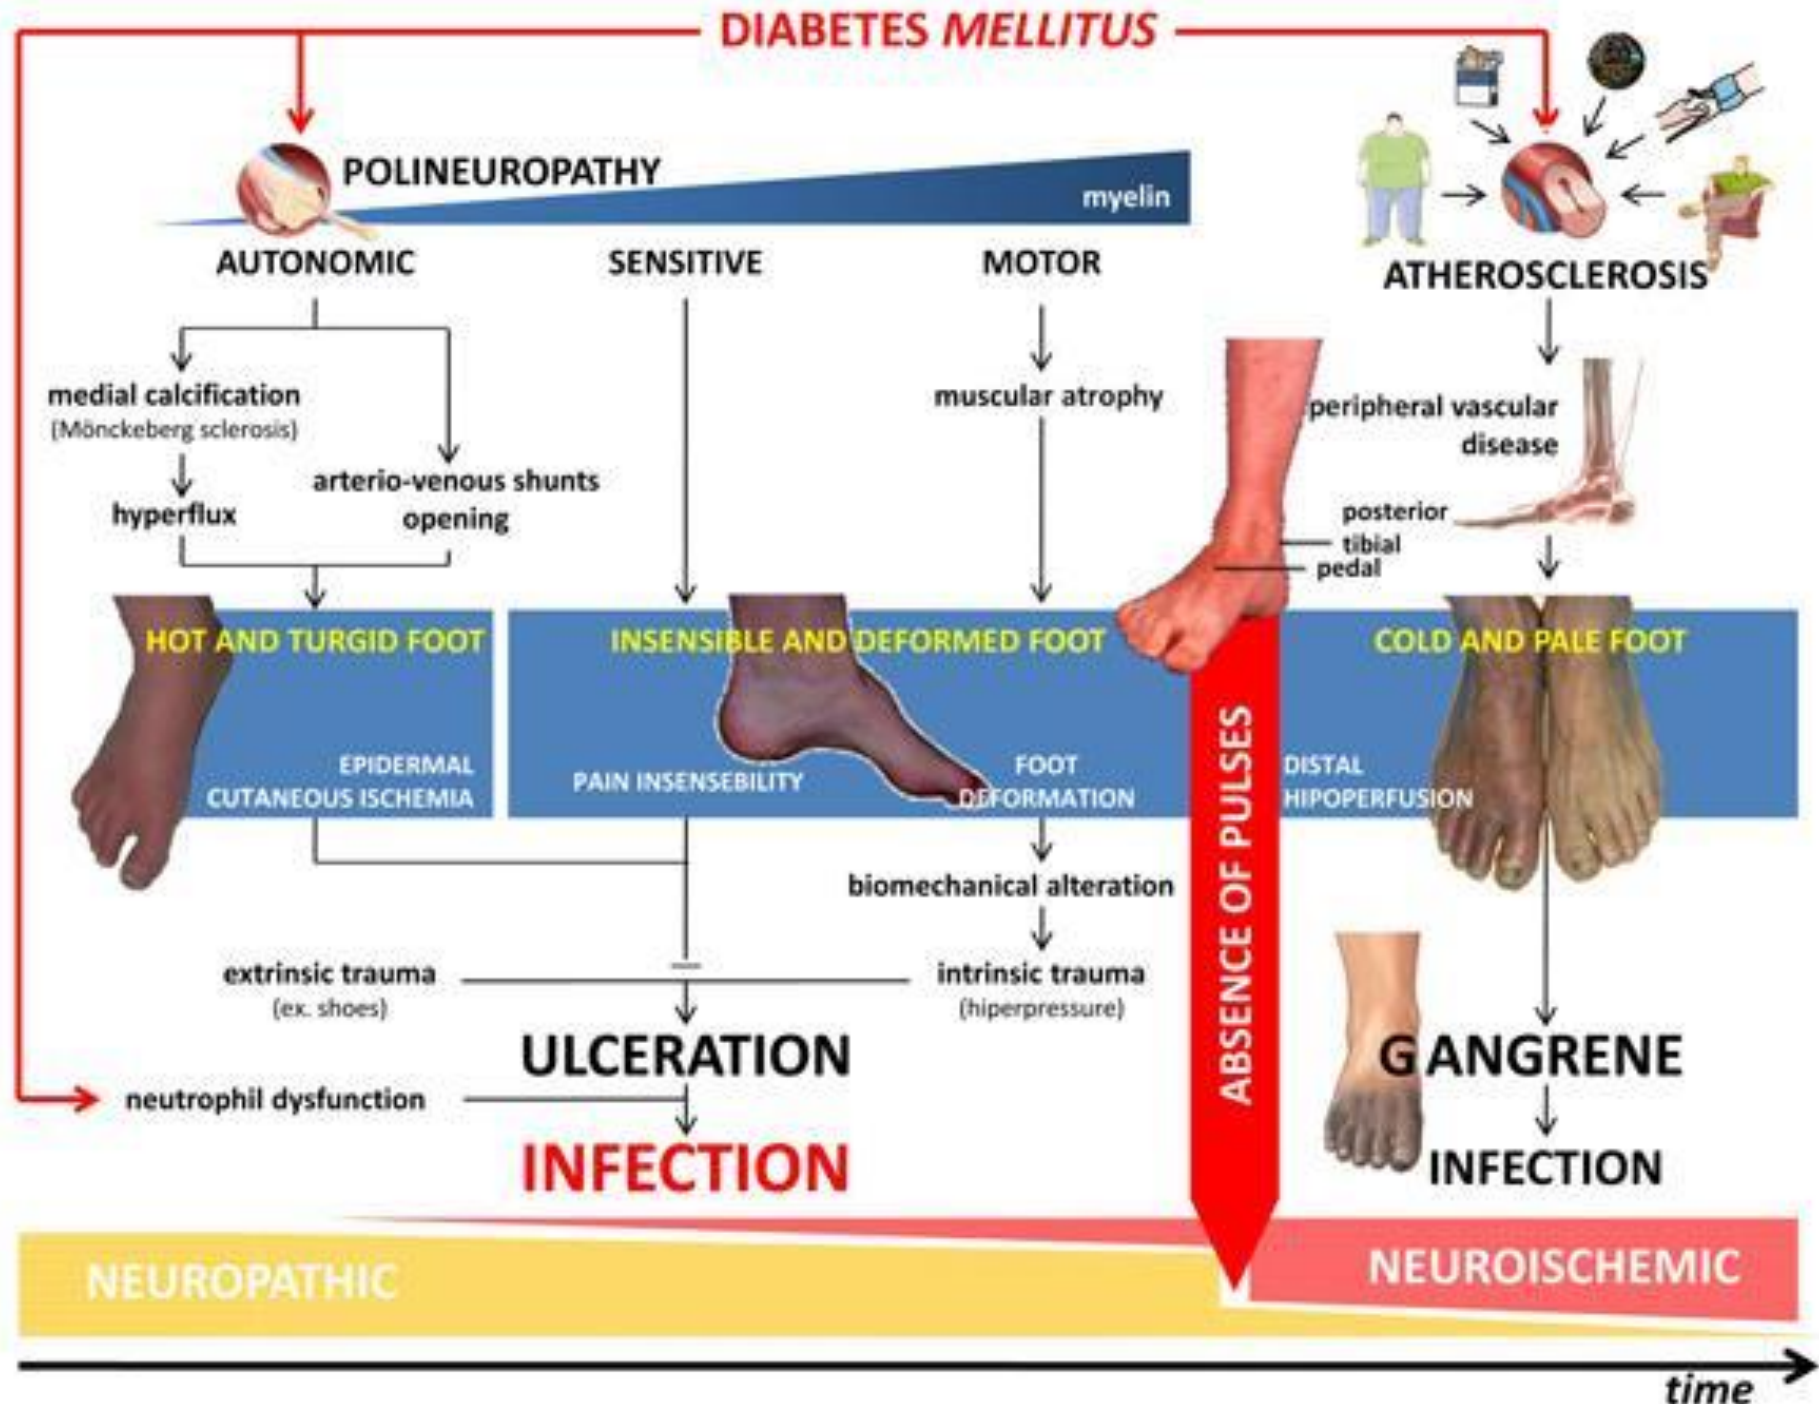 DIABETES MELLITUS
POLINEUROPATHY
myelin
AUTONOMIC
SENSITIVE
MOTOR
ATHEROSCLEROSIS
medial calcification
(Mönckeberg sclerosis)
hyperflux
arterio-venous shunts
opening
muscular atrophy
peripheral vascular
disease
posterior
tibial
pedal
HOT AND TURGID FOOT
EPIDERMAL
CUTANEOUS ISCHEMIA
INSENSIBLE AND DEFORMED FOOT
PAIN INSENSEBILITY
FOOT
DEFORMATION
COLD AND PALE FOOT
DISTAL
HIPOPERFUSION
ABSENCE OF PULSES
biomechanical alteration
extrinsic trauma
(ex. shoes)
intrinsic trauma
(hiperpressure)
ULCERATION
neutrophil dysfunction
INFECTION
GANGRENE
INFECTION
NEUROPATHIC
NEUROISCHEMIC
time